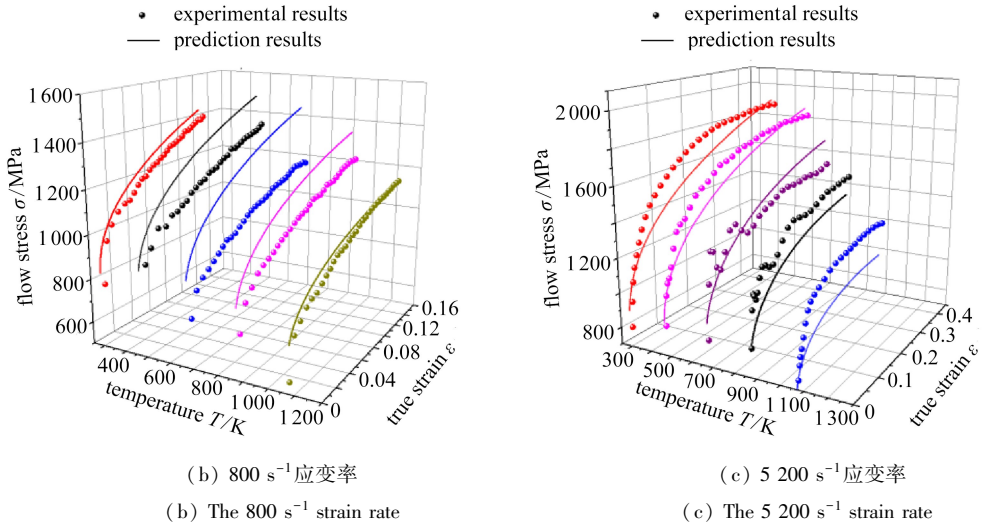 experimental results
prediction results
1 600
1 400
1 200
1 000
800
600
flow stress σ/MPa
400
600
800
1 000
1 200
temperature T/K
0
0.04
0.08
0.12
0.16
true strain ε
(b) 800 s⁻¹应变率
(b) The 800 s⁻¹ strain rate
experimental results
prediction results
2 000
1 600
1 200
800
flow stress σ/MPa
300
500
700
900
1 100
1 300
temperature T/K
0
0.1
0.2
0.3
0.4
true strain ε
(c) 5 200 s⁻¹应变率
(c) The 5 200 s⁻¹ strain rate